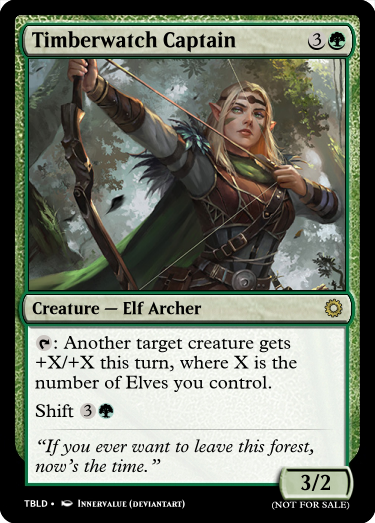 Timberwatch Captain 3
Creature — Elf Archer
: Another target creature gets
+X/+X this turn, where X is the
number of Elves you control.
Shift 3
“If you ever want to leave this forest,
now’s the time.”
3/2
TBLD • INNERVALUE (DEVIANTART)
(NOT FOR SALE)